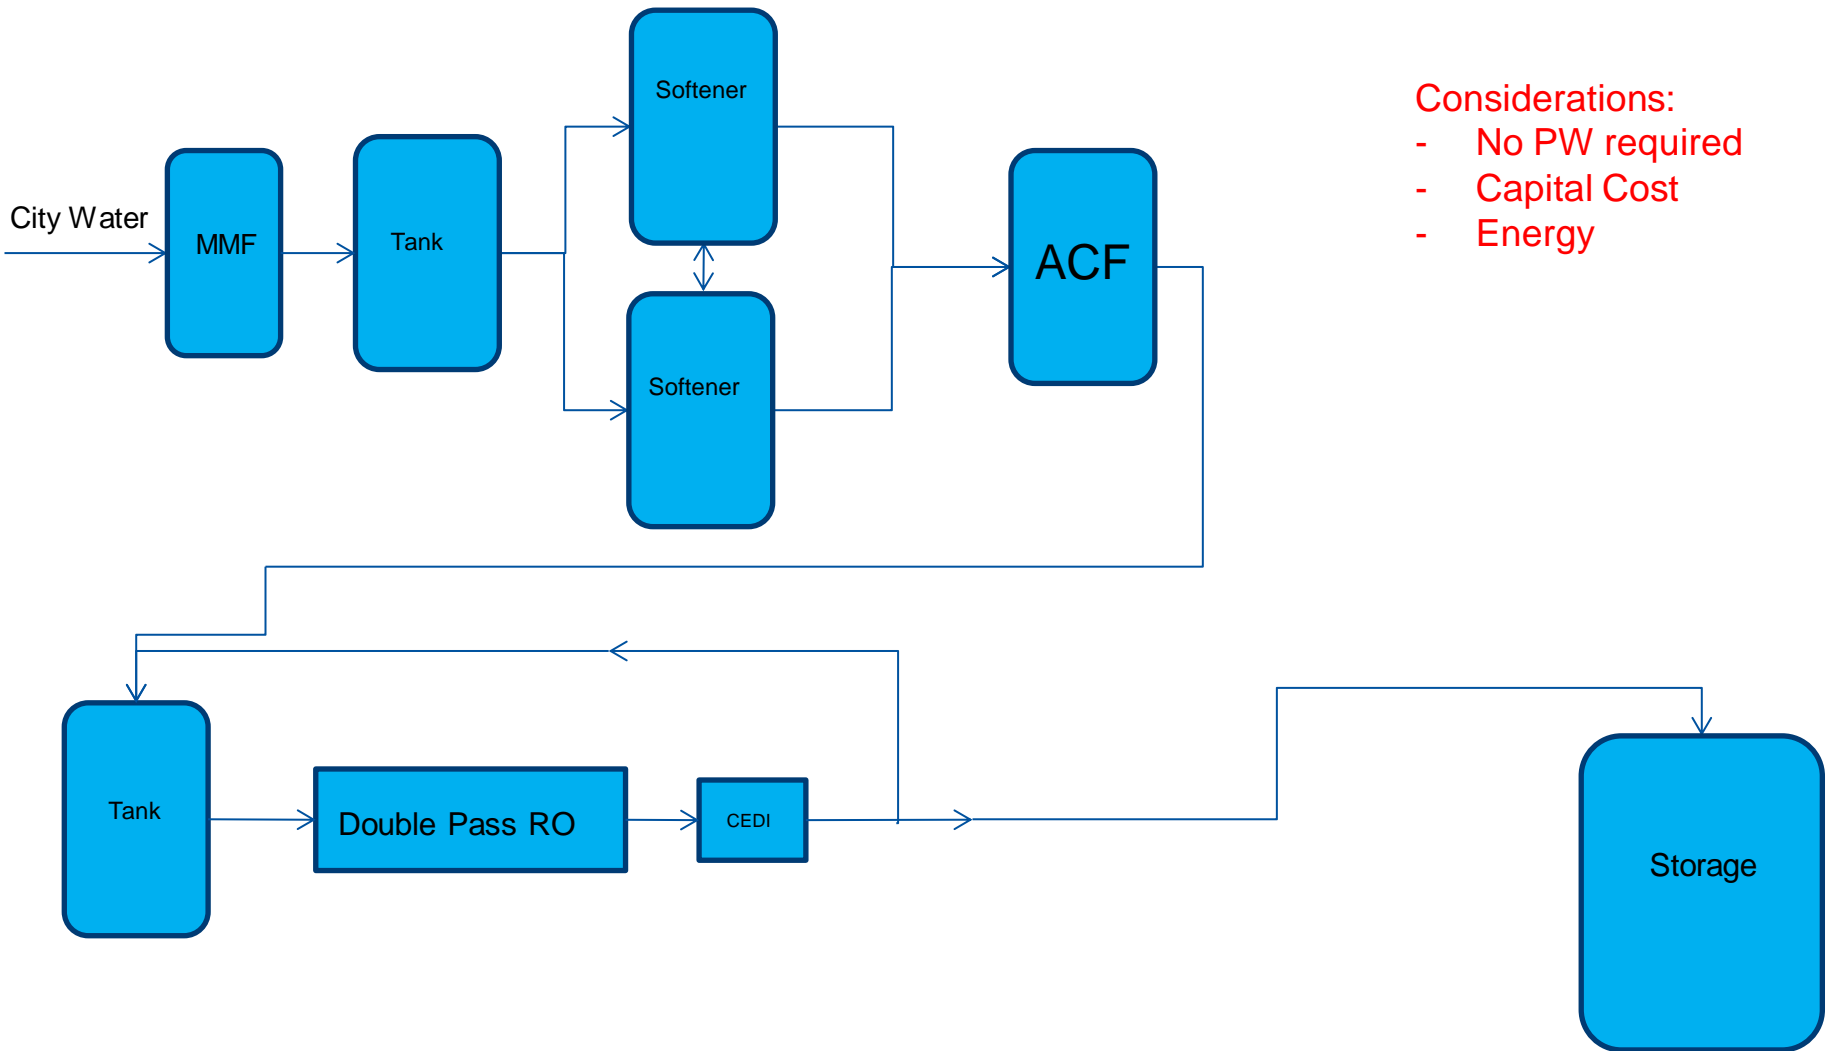 Softener
Considerations:
- No PW required
- Capital Cost
- Energy
City Water
MMF
Tank
ACF
Softener
Tank
Double Pass RO
CEDI
Storage